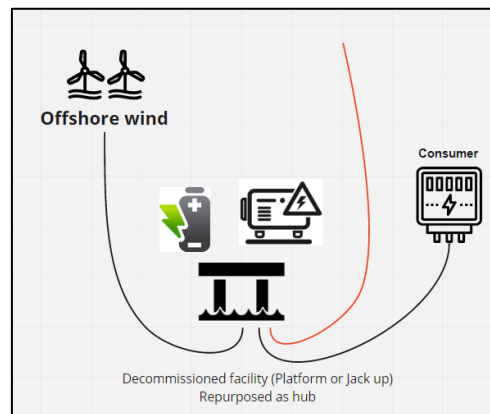 Offshore wind
Consumer
Decommissioned facility (Platform or Jack up)
Repurposed as hub